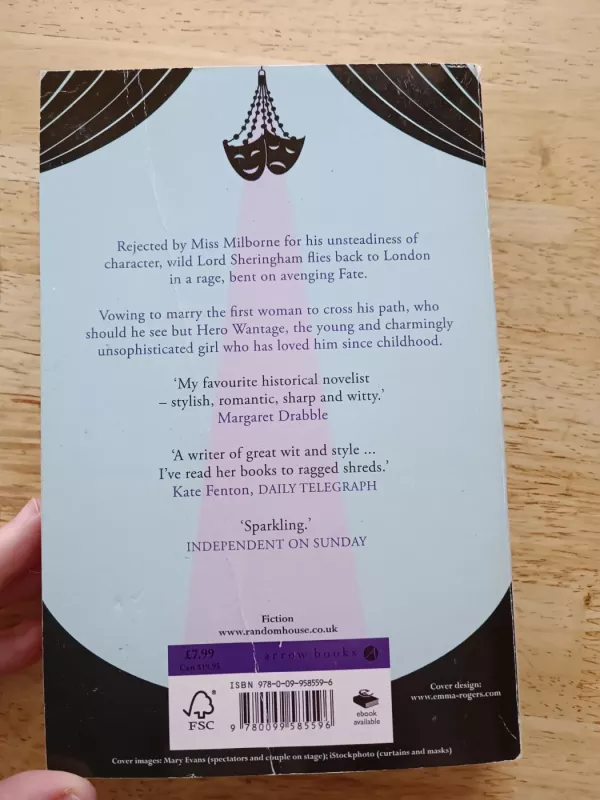 Rejected by Miss Milborne for his unsteadiness of
character, wild Lord Sheringham flies back to London
in a rage, bent on avenging Fate.
Vowing to marry the first woman to cross his path, who
should he see but Hero Wantage, the young and charmingly
unsophisticated girl who has loved him since childhood.
‘My favourite historical novelist
– stylish, romantic, sharp and witty.’
Margaret Drabble
‘A writer of great wit and style ...
I’ve read her books to ragged shreds.’
Kate Fenton, DAILY TELEGRAPH
‘Sparkling.’
INDEPENDENT ON SUNDAY
Fiction
www.randomhouse.co.uk
£7.99
Can $19.95
arrow books
ISBN 978-0-09-958559-6
9 780099 585596
FSC
ebook
available
Cover design:
www.emma-rogers.com
Cover images: Mary Evans (spectators and couple on stage); iStockphoto (curtains and masks)